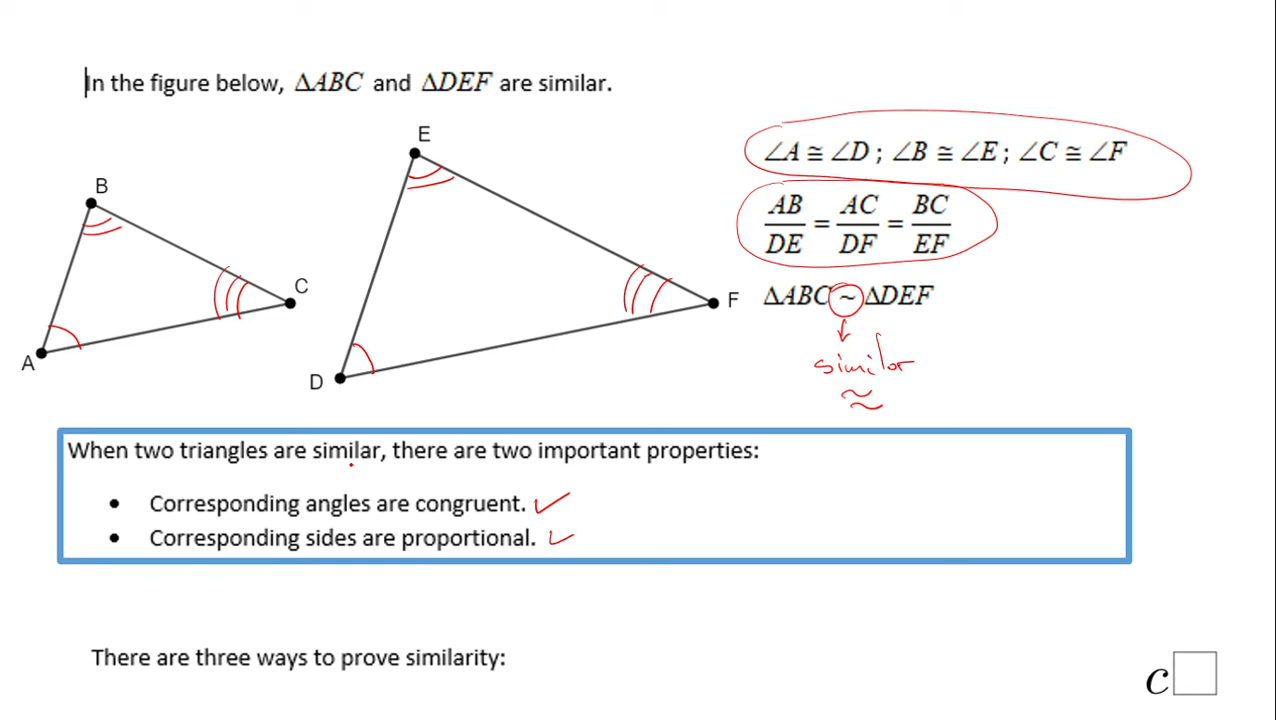 In the figure below, ΔABC and ΔDEF are similar.
E
B
C
A
F
D
∠A ≅ ∠D ; ∠B ≅ ∠E ; ∠C ≅ ∠F
AB/DE = AC/DF = BC/EF
ΔABC ~ ΔDEF
similar
≈
When two triangles are similar, there are two important properties:
• Corresponding angles are congruent.
• Corresponding sides are proportional.
There are three ways to prove similarity:
c